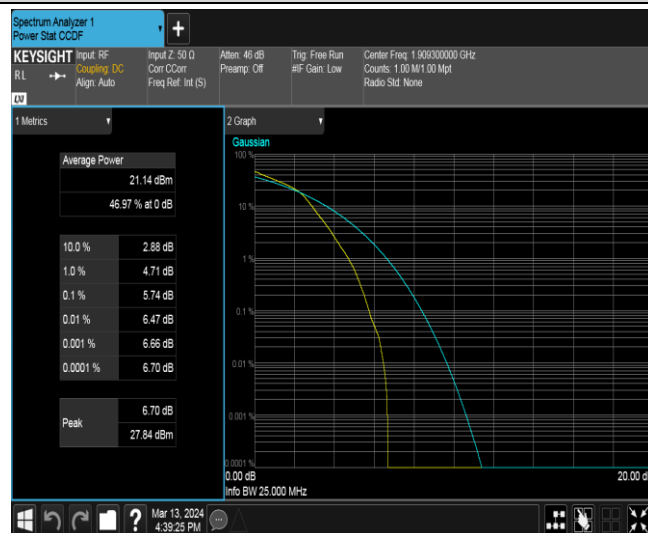 Spectrum Analyzer 1
Power Stat CCDF
+
KEYSIGHT
RL
LXI
Input: RF
Coupling: DC
Align: Auto
Input Z: 50 Ω
Corr CCorr
Freq Ref: Int (S)
Atten: 46 dB
Preamp: Off
Trig: Free Run
#IF Gain: Low
Center Freq: 1.909300000 GHz
Counts: 1.00 M/1.00 Mpt
Radio Std: None
1 Metrics
Average Power
21.14 dBm
46.97 % at 0 dB
10.0 % 2.88 dB
1.0 % 4.71 dB
0.1 % 5.74 dB
0.01 % 6.47 dB
0.001 % 6.66 dB
0.0001 % 6.70 dB
Peak
6.70 dB
27.84 dBm
2 Graph
Gaussian
100 %
10 %
1 %
0.1 %
0.01 %
0.001 %
0.0001 %
0.00 dB 20.00 d
Info BW 25.000 MHz
?
Mar 13, 2024
4:39:25 PM